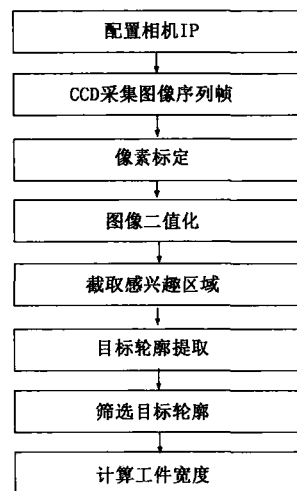 配置相机IP
CCD采集图像序列帧
像素标定
图像二值化
截取感兴趣区域
目标轮廓提取
筛选目标轮廓
计算工件宽度